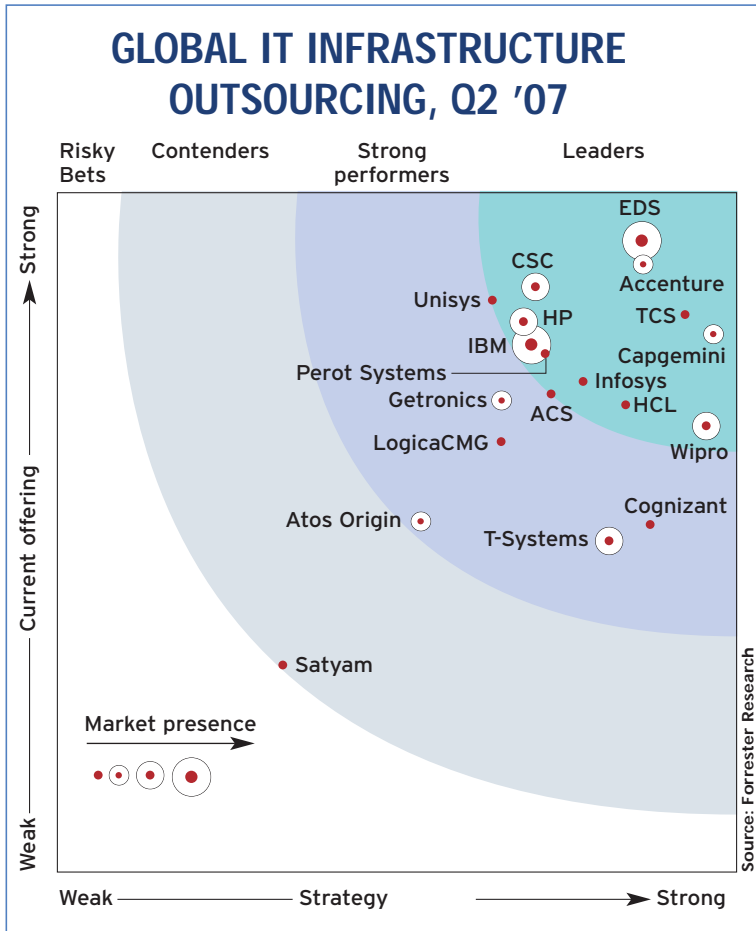 GLOBAL IT INFRASTRUCTURE
OUTSOURCING, Q2 '07
Risky
Bets
Contenders
Strong
performers
Leaders
Strong
Current offering
Weak
EDS
Accenture
CSC
Unisys
HP
TCS
IBM
Capgemini
Perot Systems
Infosys
Getronics
HCL
ACS
LogicaCMG
Wipro
Cognizant
Atos Origin
T-Systems
Satyam
Market presence
Weak
Strategy
Strong
Source: Forrester Research